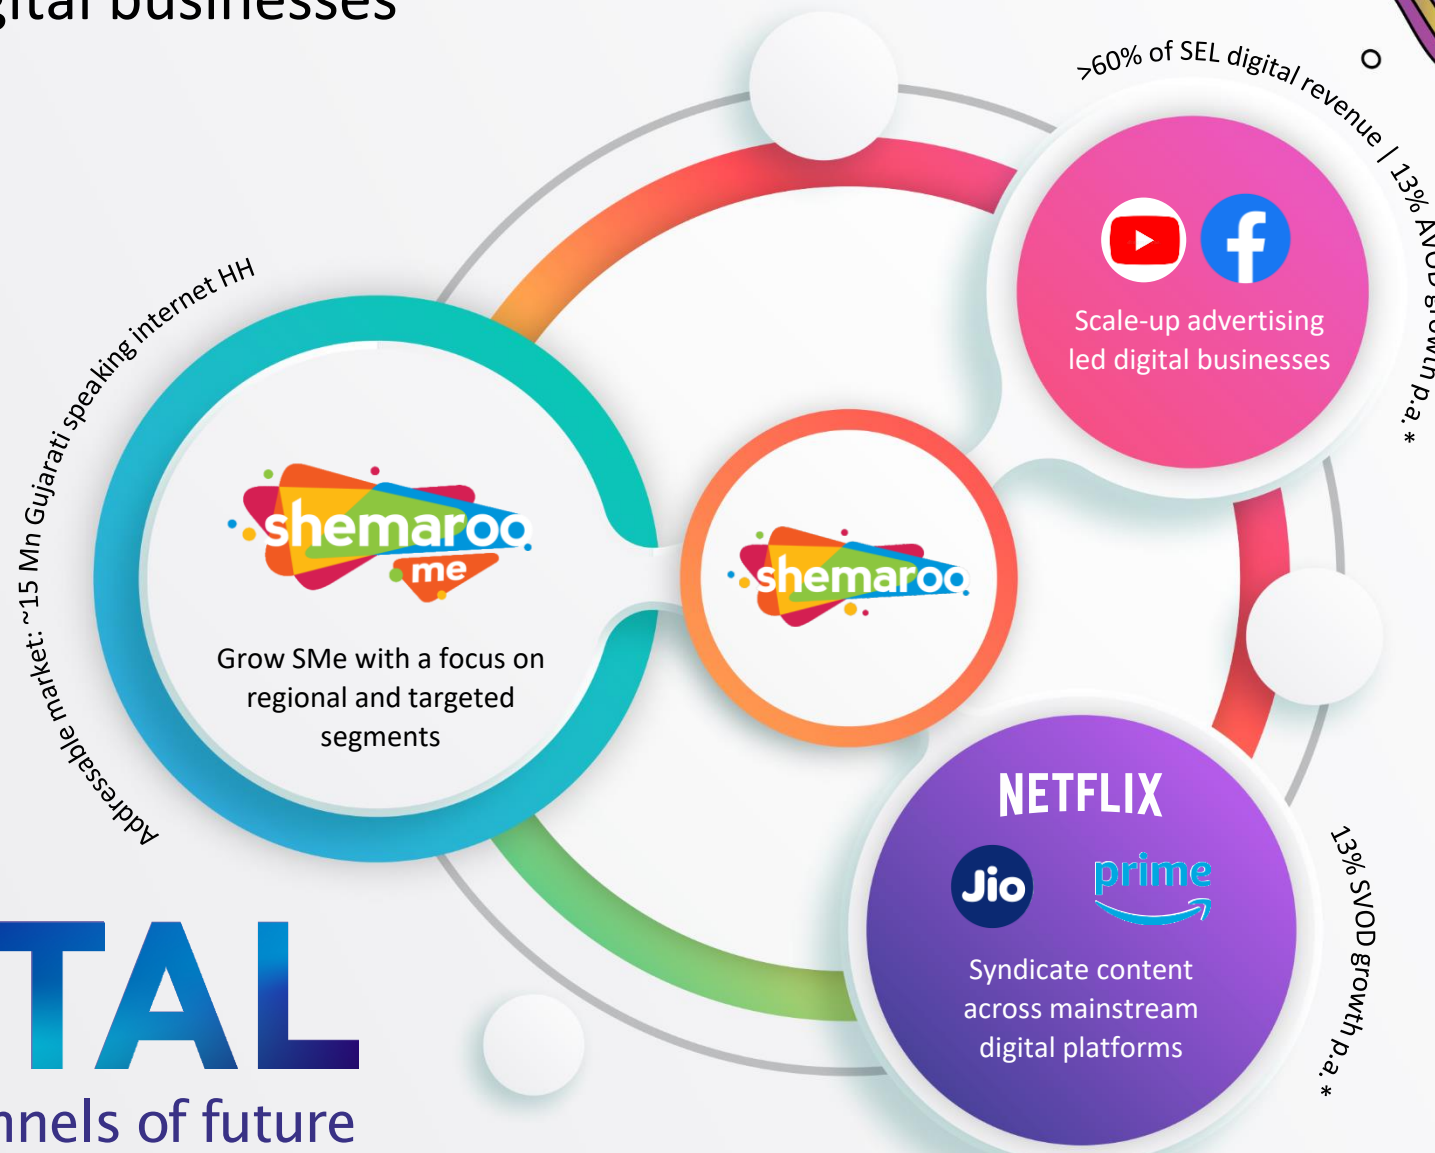 digital businesses
>60% of SEL digital revenue | 13% AVOD growth p.a. *
Scale-up advertising
led digital businesses
Addressable market: ~15 Mn Gujarati speaking internet HH
shemaroo
me
Grow SMe with a focus on
regional and targeted
segments
shemaroo
NETFLIX
Jio
prime
Syndicate content
across mainstream
digital platforms
13% SVOD growth p.a. *
TAL
nnels of future